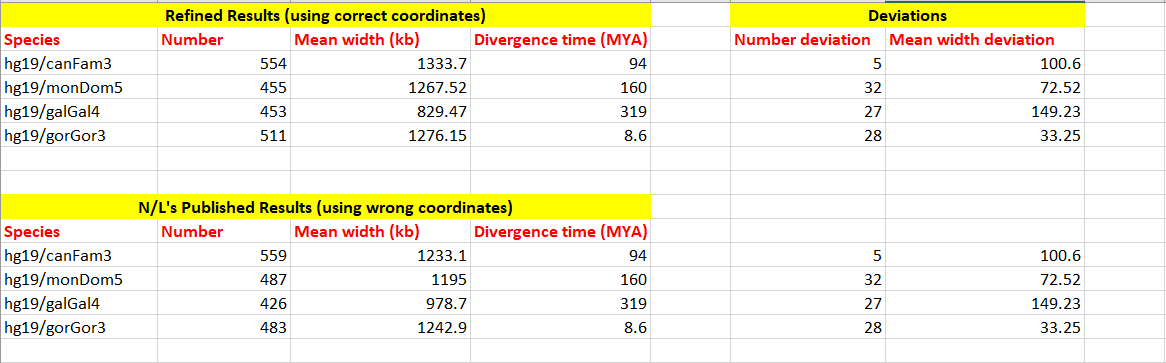 Refined Results (using correct coordinates) Deviations
Species Number Mean width (kb) Divergence time (MYA) Number deviation Mean width deviation
hg19/canFam3 554 1333.7 94 5 100.6
hg19/monDom5 455 1267.52 160 32 72.52
hg19/galGal4 453 829.47 319 27 149.23
hg19/gorGor3 511 1276.15 8.6 28 33.25
N/L's Published Results (using wrong coordinates)
Species Number Mean width (kb) Divergence time (MYA)
hg19/canFam3 559 1233.1 94 5 100.6
hg19/monDom5 487 1195 160 32 72.52
hg19/galGal4 426 978.7 319 27 149.23
hg19/gorGor3 483 1242.9 8.6 28 33.25